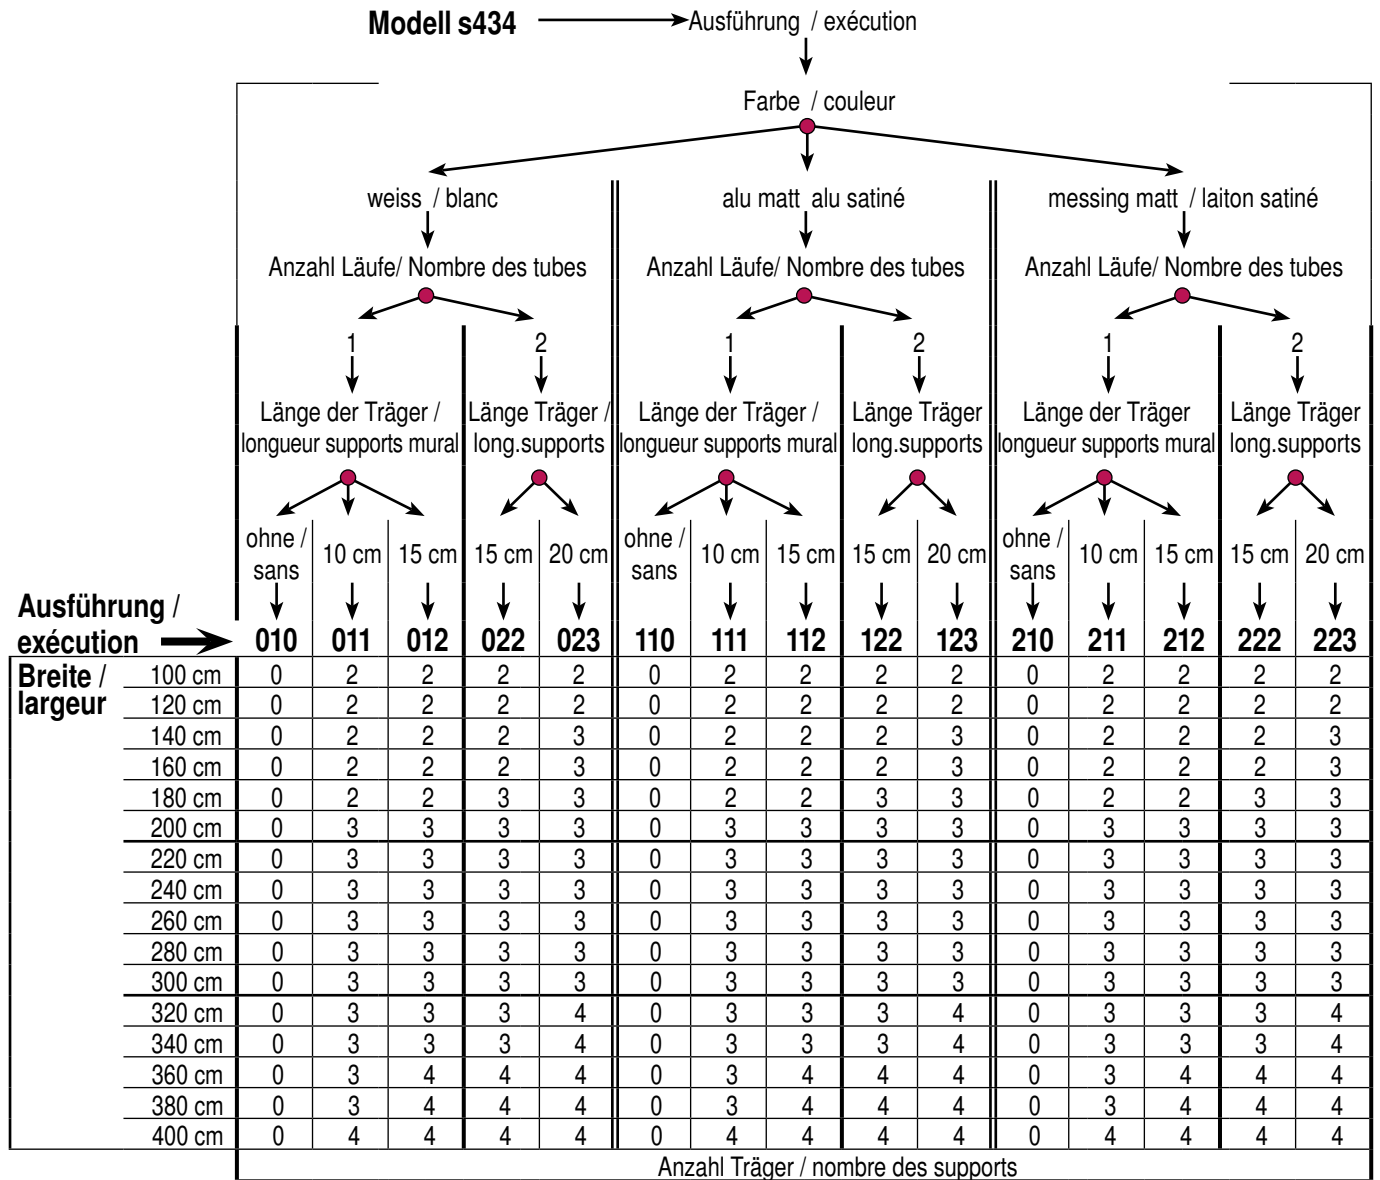 Modell s434 Ausführung / exécution
Farbe / couleur
weiss / blanc alu matt alu satiné messing matt / laiton satiné
Anzahl Läufe/ Nombre des tubes Anzahl Läufe/ Nombre des tubes Anzahl Läufe/ Nombre des tubes
1 2 1 2 1 2
Länge der Träger / Länge Träger / Länge der Träger / Länge Träger Länge der Träger Länge Träger
longueur supports mural long.supports longueur supports mural long.supports longueur supports mural long.supports
ohne / 10 cm 15 cm 15 cm 20 cm ohne / 10 cm 15 cm 15 cm 20 cm ohne / 10 cm 15 cm 15 cm 20 cm
sans sans sans
Ausführung /
exécution 010 011 012 022 023 110 111 112 122 123 210 211 212 222 223
Breite / 100 cm 0 2 2 2 2 0 2 2 2 2 0 2 2 2 2
largeur 120 cm 0 2 2 2 2 0 2 2 2 2 0 2 2 2 2
140 cm 0 2 2 2 3 0 2 2 2 3 0 2 2 2 3
160 cm 0 2 2 2 3 0 2 2 2 3 0 2 2 2 3
180 cm 0 2 2 3 3 0 2 2 3 3 0 2 2 3 3
200 cm 0 3 3 3 3 0 3 3 3 3 0 3 3 3 3
220 cm 0 3 3 3 3 0 3 3 3 3 0 3 3 3 3
240 cm 0 3 3 3 3 0 3 3 3 3 0 3 3 3 3
260 cm 0 3 3 3 3 0 3 3 3 3 0 3 3 3 3
280 cm 0 3 3 3 3 0 3 3 3 3 0 3 3 3 3
300 cm 0 3 3 3 3 0 3 3 3 3 0 3 3 3 3
320 cm 0 3 3 3 4 0 3 3 3 4 0 3 3 3 4
340 cm 0 3 3 3 4 0 3 3 3 4 0 3 3 3 4
360 cm 0 3 4 4 4 0 3 4 4 4 0 3 4 4 4
380 cm 0 3 4 4 4 0 3 4 4 4 0 3 4 4 4
400 cm 0 4 4 4 4 0 4 4 4 4 0 4 4 4 4
Anzahl Träger / nombre des supports